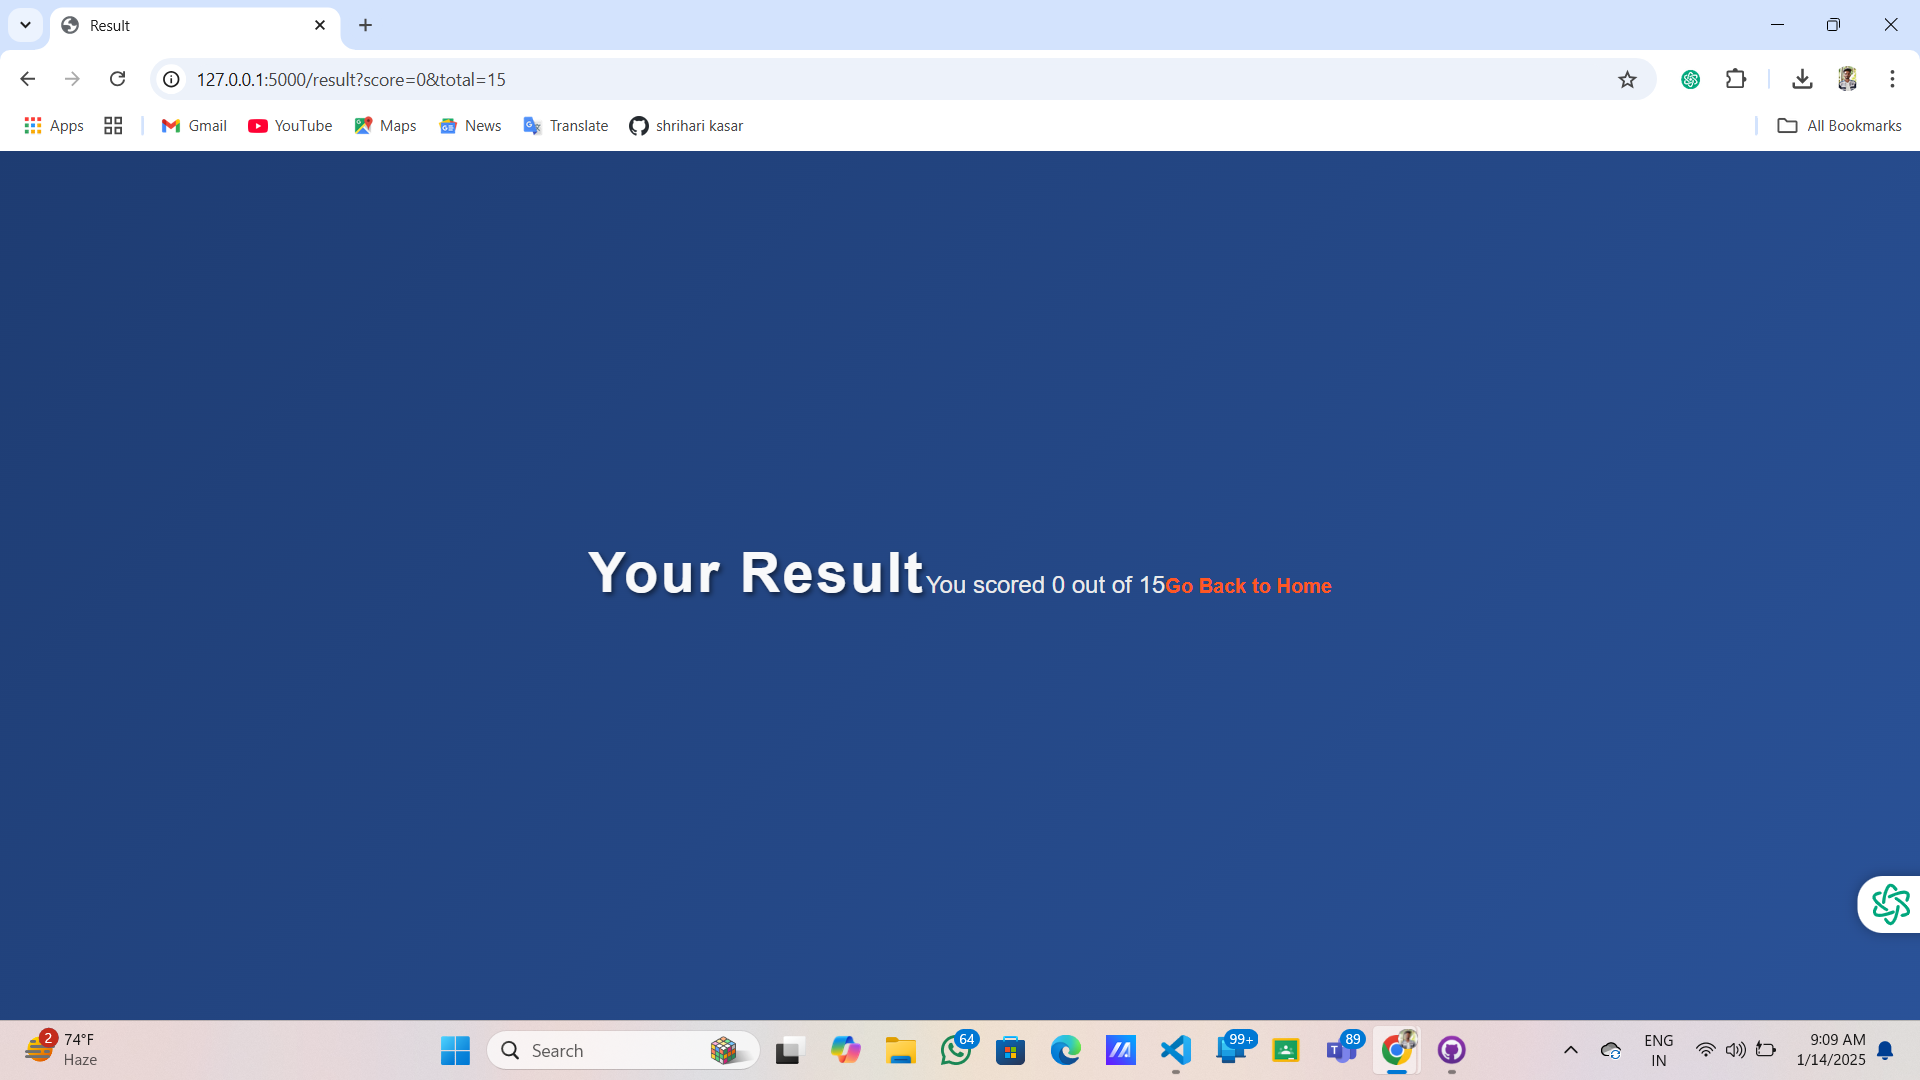 Result
127.0.0.1:5000/result?score=0&total=15
Apps Gmail YouTube Maps News Translate shrihari kasar All Bookmarks
Your Result You scored 0 out of 15 Go Back to Home
2 74°F
Haze
Search
64
99+
89
T
ENG
IN
9:09 AM
1/14/2025